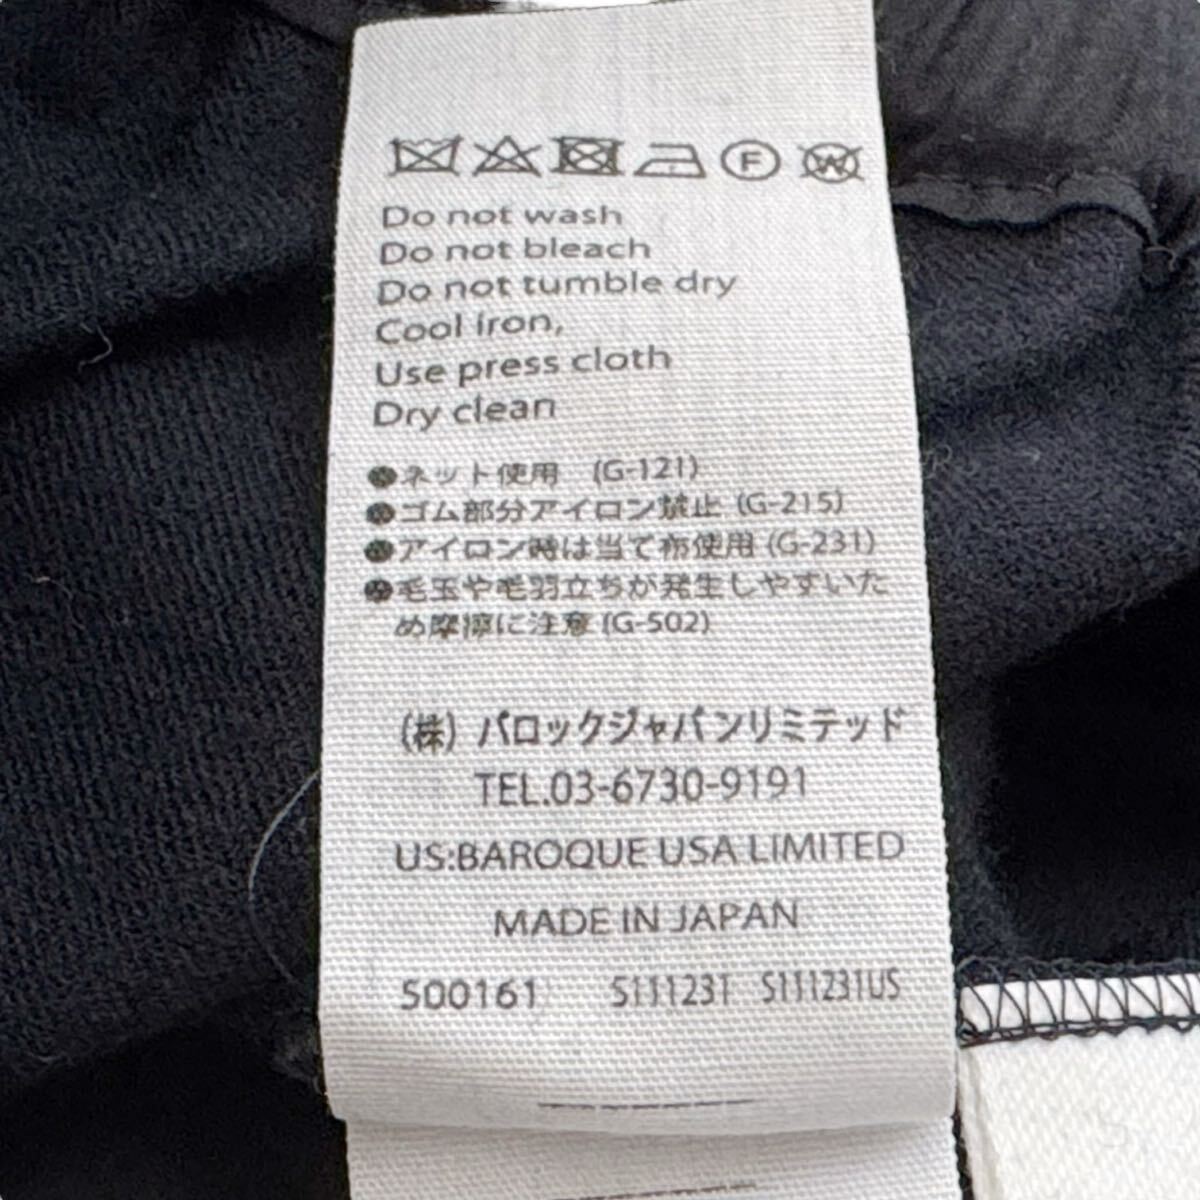 F W
Do not wash
Do not bleach
Do not tumble dry
Cool iron,
Use press cloth
Dry clean
●ネット使用 (G-121)
●ゴム部分アイロン禁止 (G-215)
●アイロン時は当て布使用 (G-231)
●毛玉や毛羽立ちが発生しやすいた
め摩擦に注意 (G-502)
(株) バロックジャパンリミテッド
TEL.03-6730-9191
US:BAROQUE USA LIMITED
MADE IN JAPAN
500161 S111231 S111231US